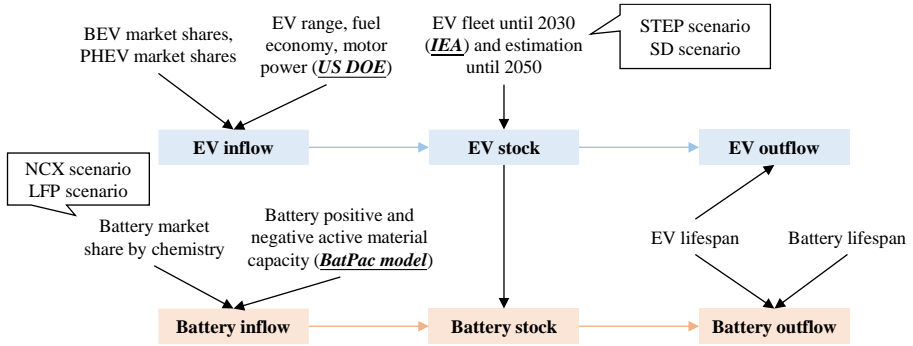 BEV market shares,
PHEV market shares
EV range, fuel
economy, motor
power (US DOE)
EV fleet until 2030
(IEA) and estimation
until 2050
STEP scenario
SD scenario
EV inflow
EV stock
EV outflow
NCX scenario
LFP scenario
Battery market
share by chemistry
Battery positive and
negative active material
capacity (BatPac model)
EV lifespan
Battery lifespan
Battery inflow
Battery stock
Battery outflow